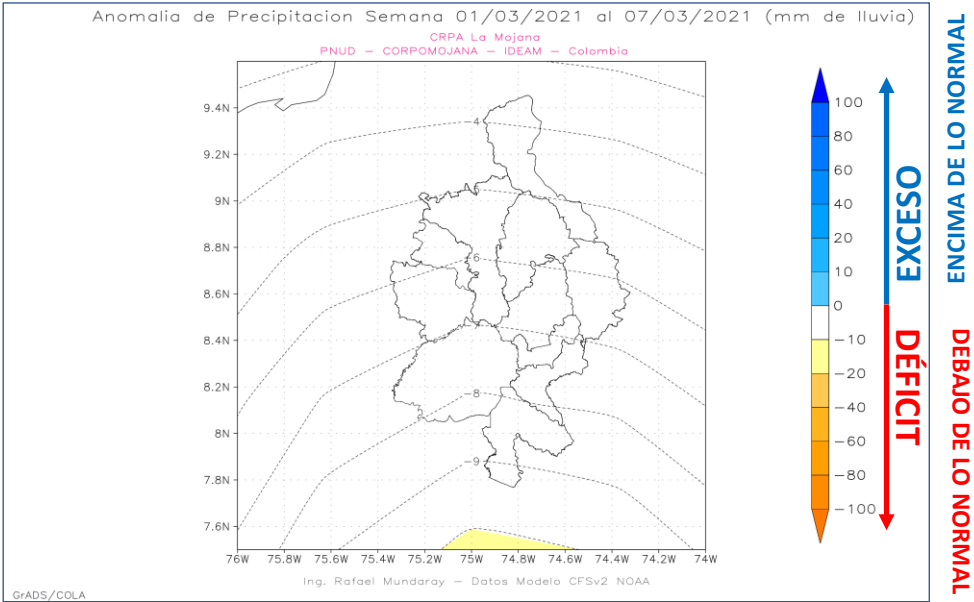 Anomalia de Precipitacion Semana 01/03/2021 al 07/03/2021 (mm de lluvia)
CRPA La Mojana
PNUD – CORPOMOJANA – IDEAM – Colombia
9.4N
9.2N
9N
8.8N
8.6N
8.4N
8.2N
8N
7.8N
7.6N
76W 75.8W 75.6W 75.4W 75.2W 75W 74.8W 74.6W 74.4W 74.2W 74W
-4
-5
-6
-7
-8
-9
100
80
60
40
20
10
0
-10
-20
-40
-60
-80
-100
EXCESO
DÉFICIT
ENCIMA DE LO NORMAL
DEBAJO DE LO NORMAL
Ing. Rafael Mundaray – Datos Modelo CFSv2 NOAA
GrADS/COLA